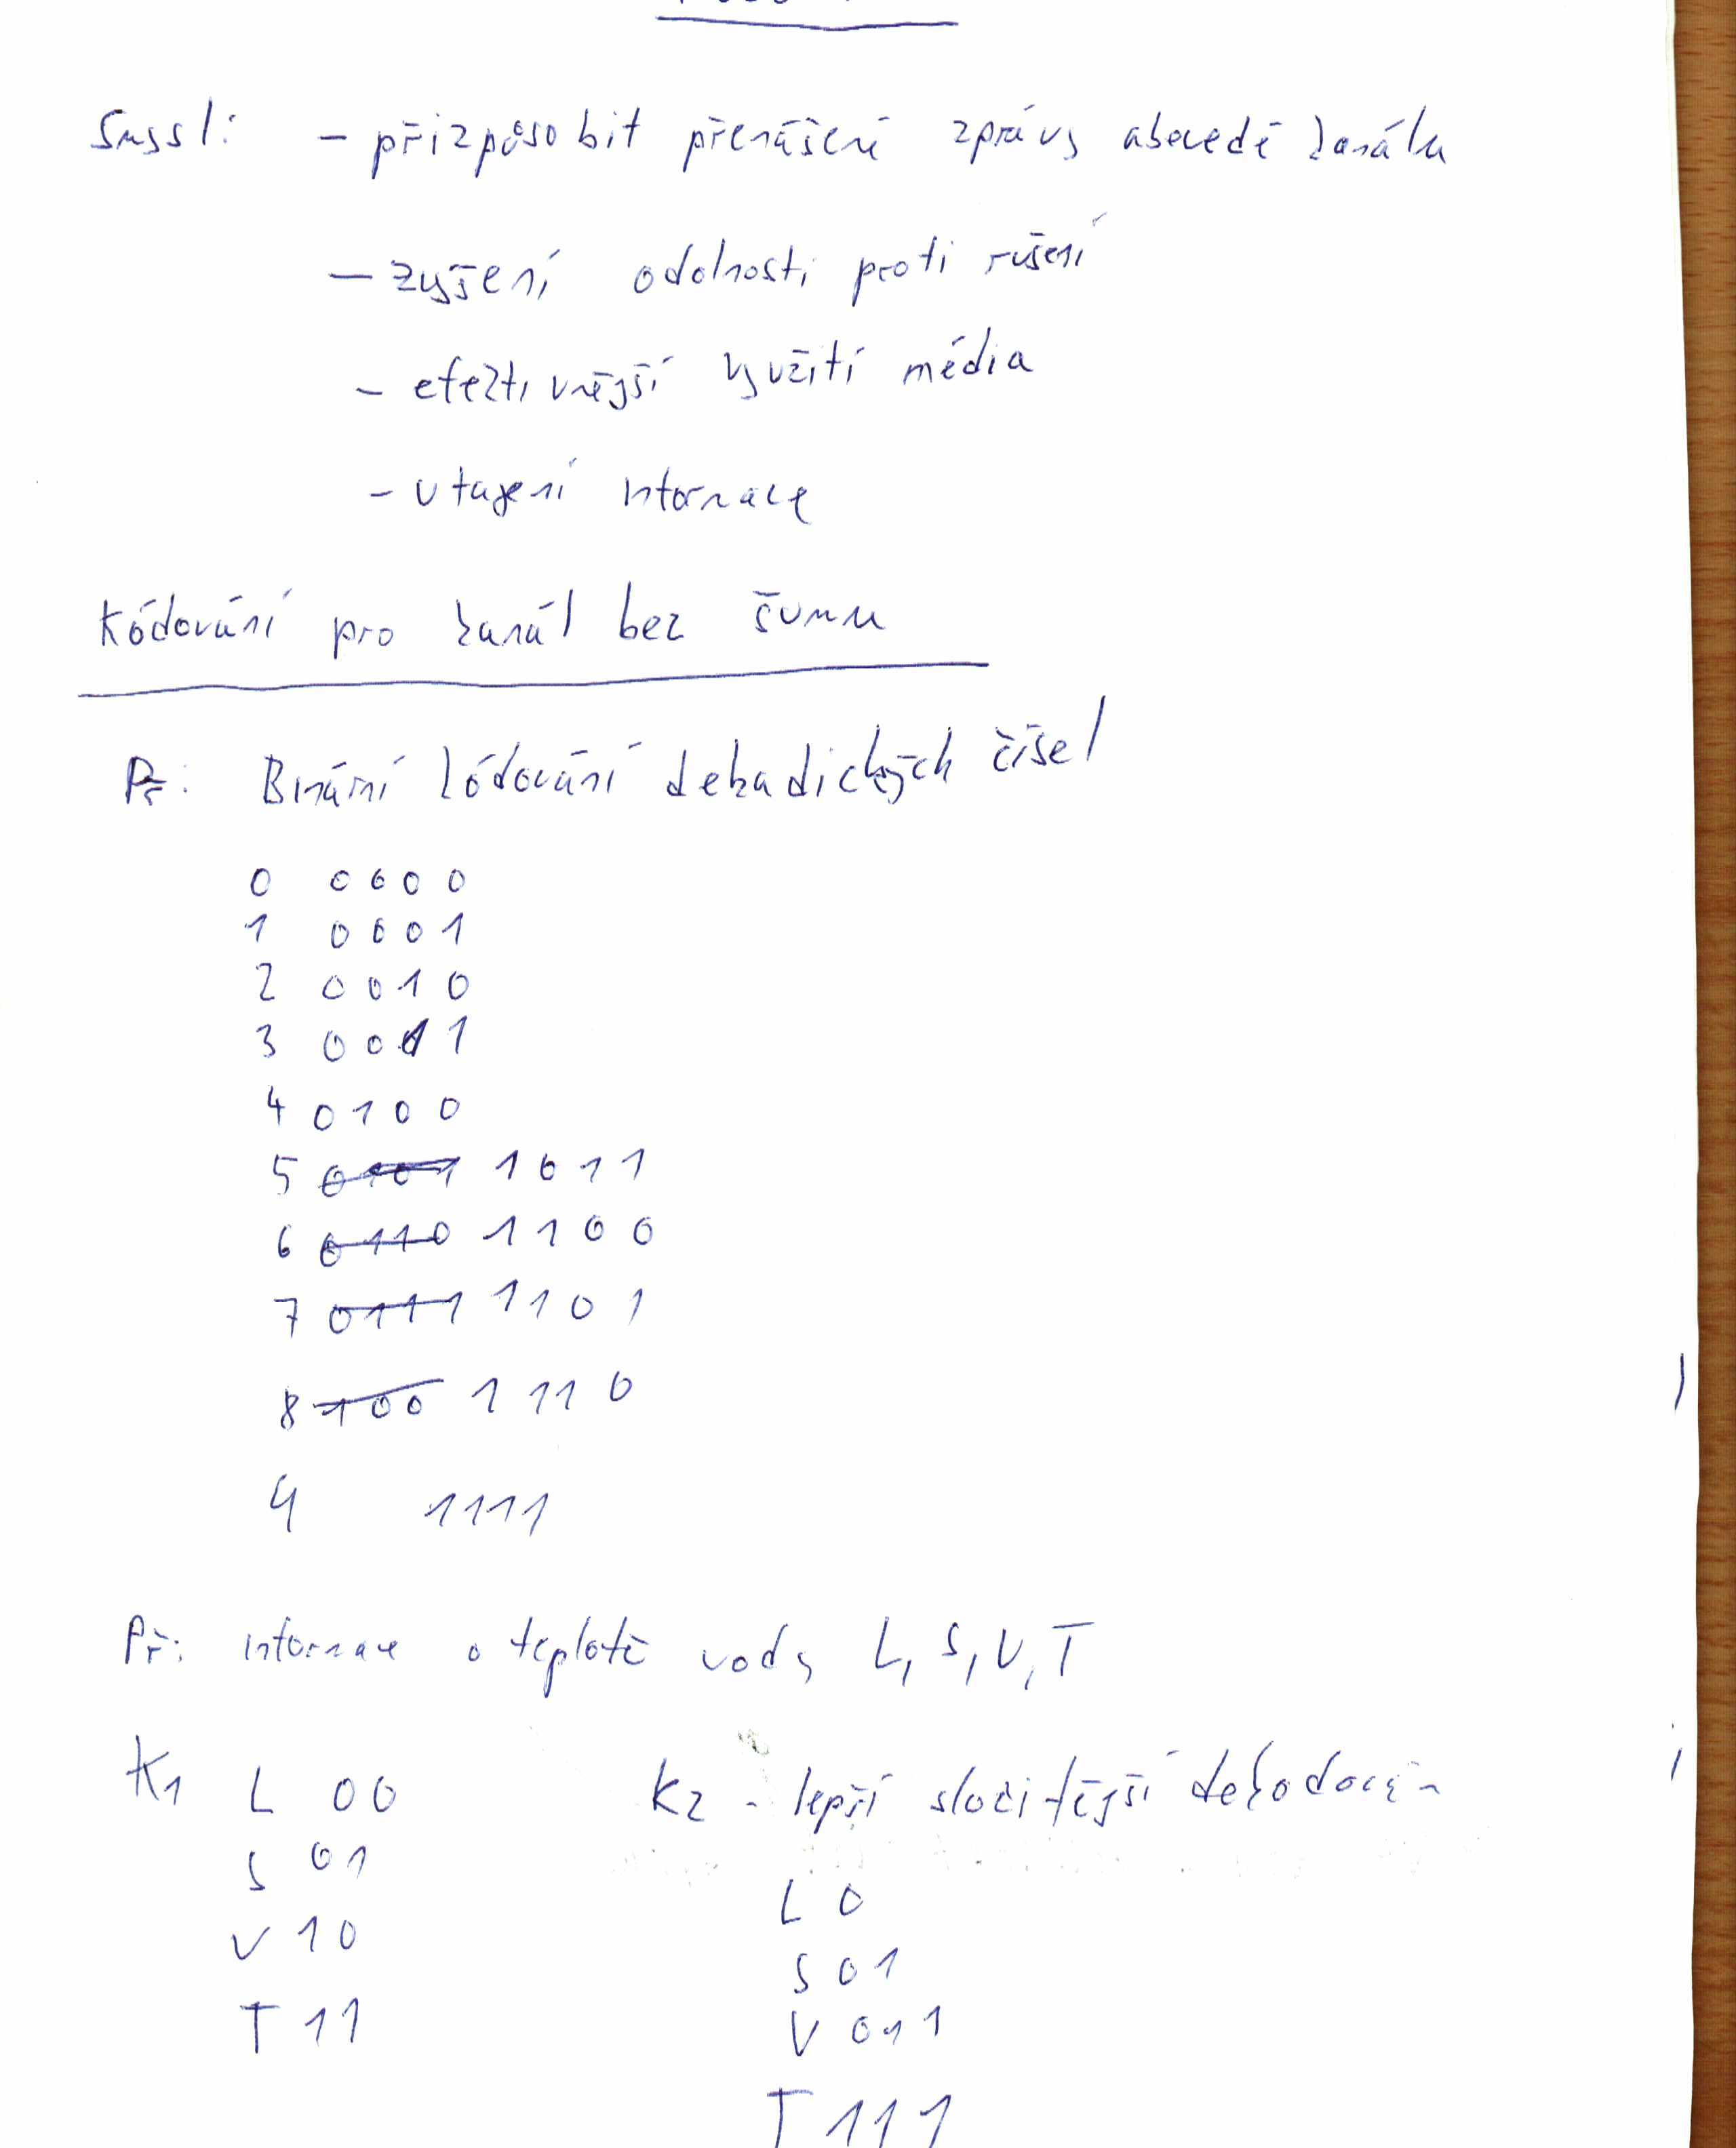 Smysl: - přizpůsobit přenášení zprávy abecedě kanálu
- zyšení odolnosti proti rušení
- efektivnější využití média
- utajení informace
Kódování pro kanál bez šumu
Př: Binární kódování dekadických čísel
0 0000
1 0001
2 0010
3 0011
4 0100
5 0101 1011
6 0110 1100
7 0111 1101
8 100 1110
9 1111
Př: informace o teplotě vody L, S, V, T
K1 L 00 K2 - lepší složitější dekodován
S 01
L 0
V 10
S 01
T 11
V 011
T 111